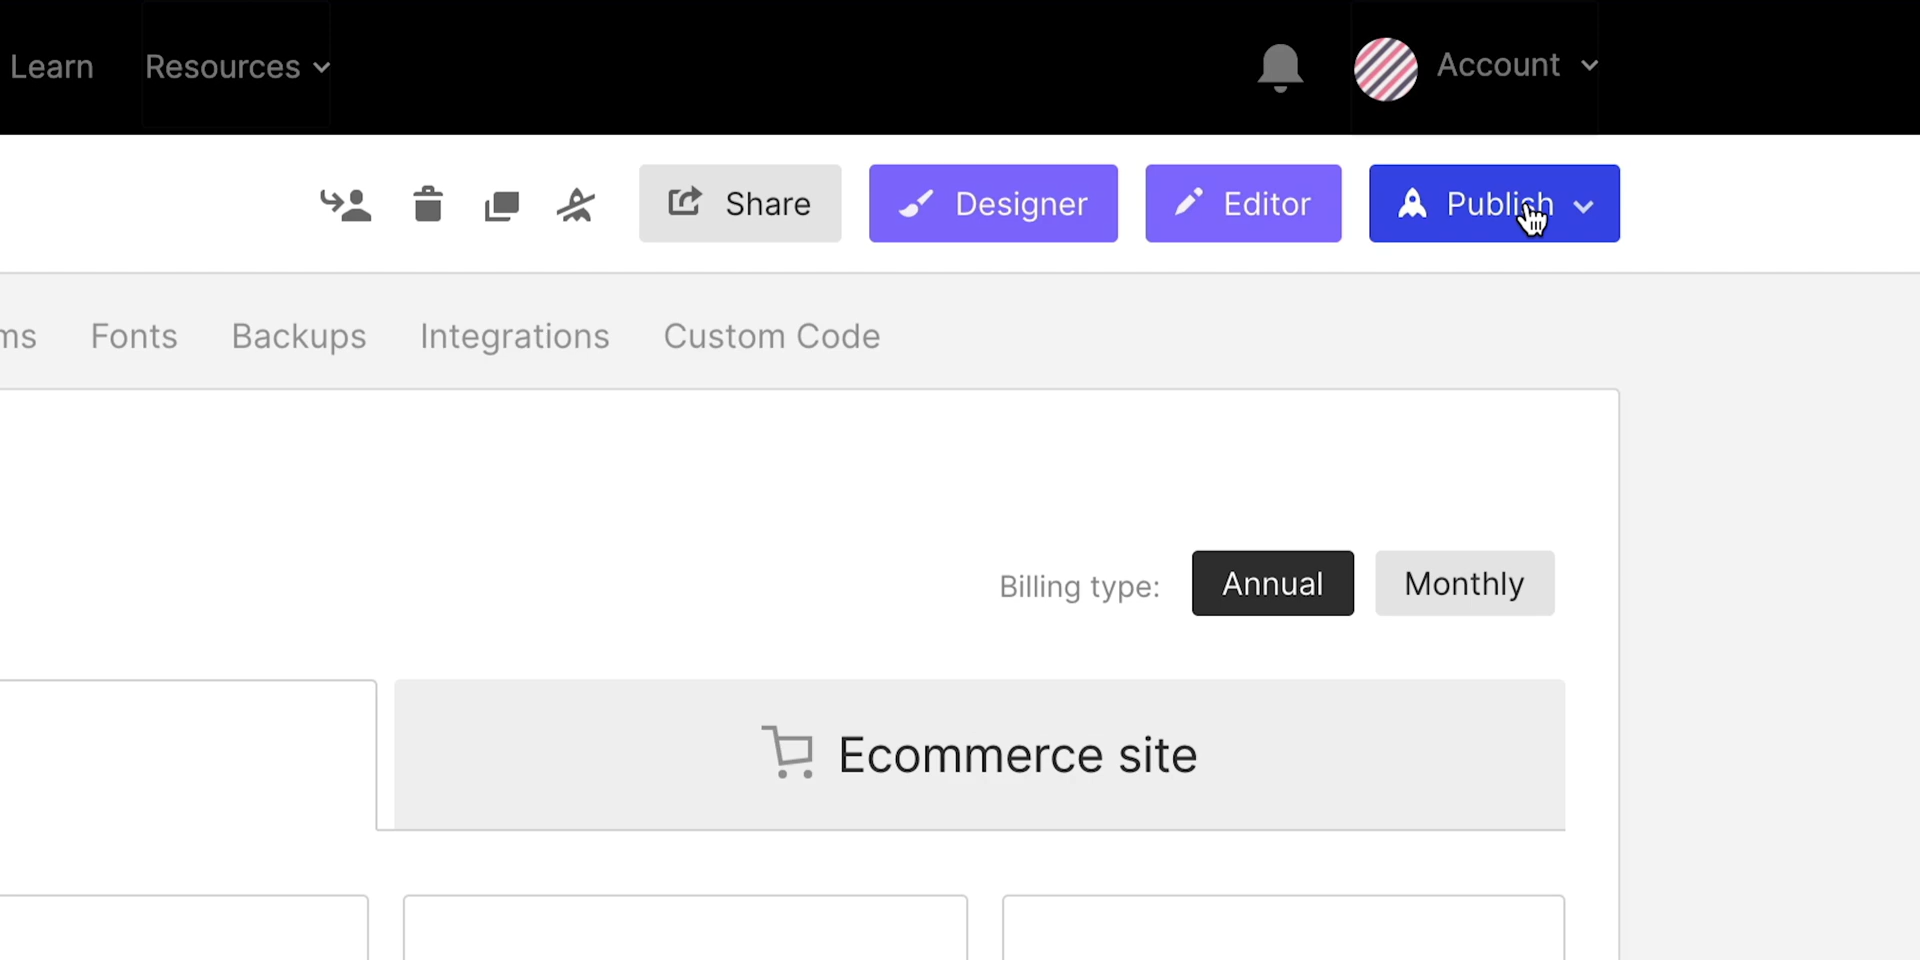 Learn Resources Account
Share Designer Editor Publish
ms Fonts Backups Integrations Custom Code
Billing type: Annual Monthly
Ecommerce site